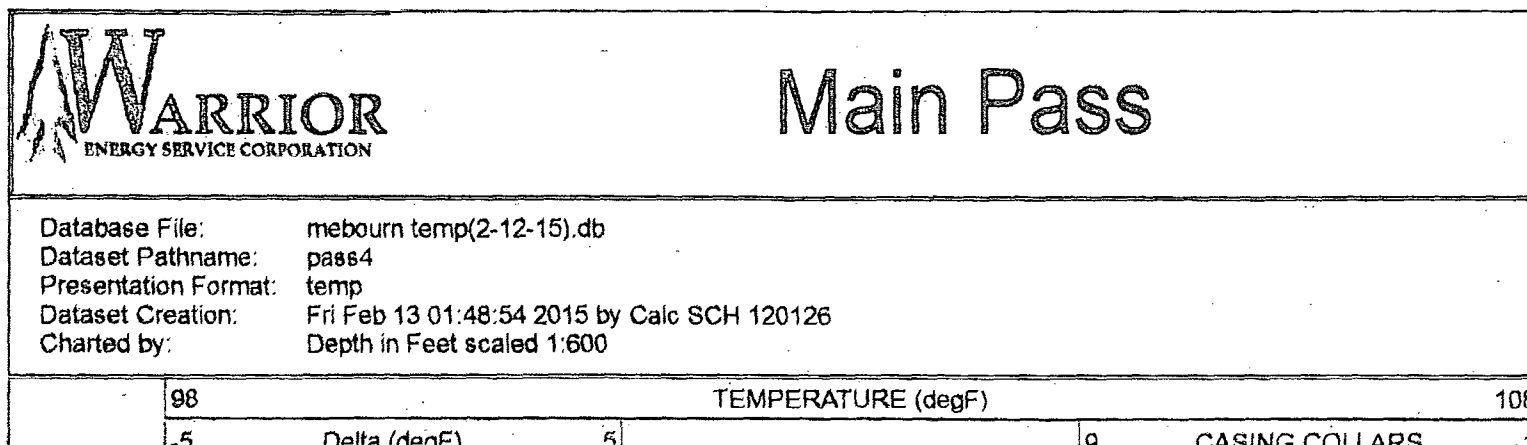 WARRIOR
ENERGY SERVICE CORPORATION
Main Pass
Database File: mebourn temp(2-12-15).db
Dataset Pathname: pass4
Presentation Format: temp
Dataset Creation: Fri Feb 13 01:48:54 2015 by Calc SCH 120126
Charted by: Depth in Feet scaled 1:600
98 TEMPERATURE (degF) 108
-5 Delta (degF) 5 9 CASING COLLARS